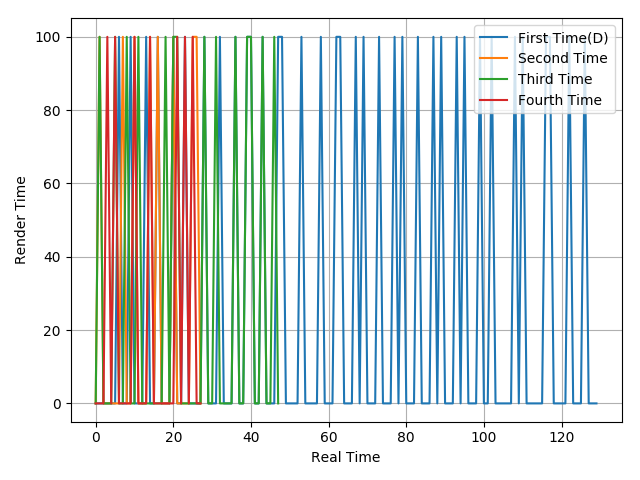 100
80
60
40
20
0
Render Time
0 20 40 60 80 100 120
Real Time
First Time(D)
Second Time
Third Time
Fourth Time